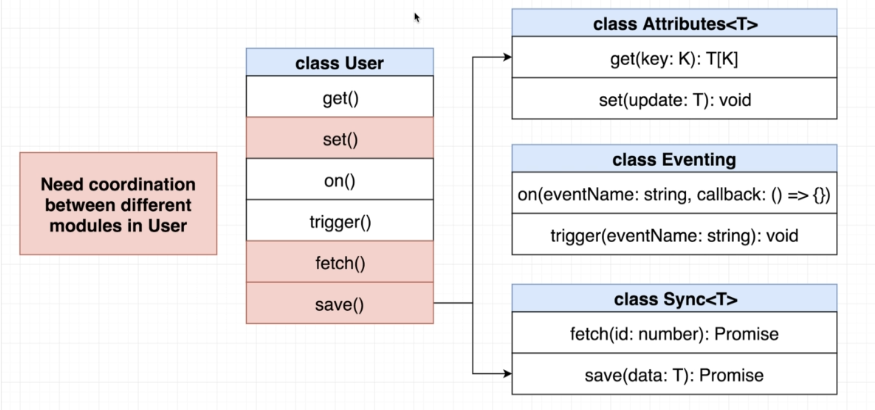 Need coordination
between different
modules in User
class User
get()
set()
on()
trigger()
fetch()
save()
class Attributes<T>
get(key: K): T[K]
set(update: T): void
class Eventing
on(eventName: string, callback: () => {})
trigger(eventName: string): void
class Sync<T>
fetch(id: number): Promise
save(data: T): Promise